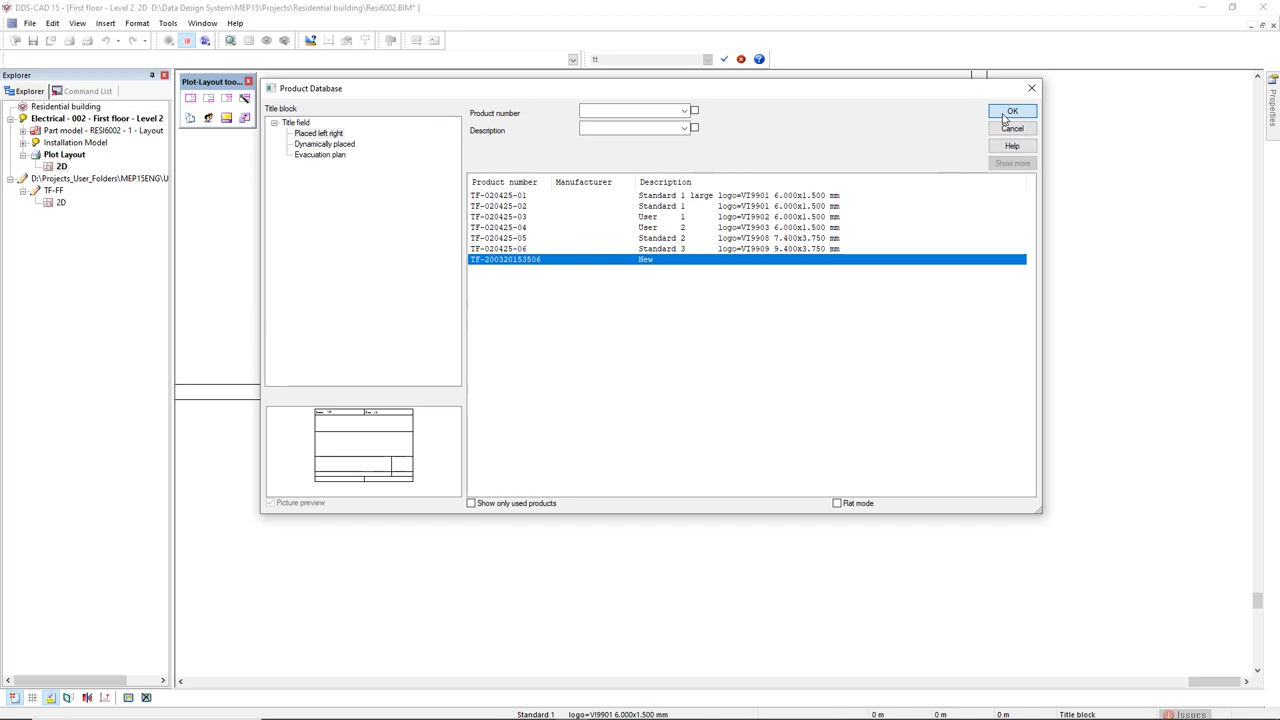 DDS-CAD 15 - [First floor - Level 2  2D  D:\Data Design System\MEP15\Projects\Residential building\Resi6002.BIM* ]
File Edit View Insert Format Tools Window Help
tt
Explorer
Explorer Command List
Plot-Layout too...
Residential building
Electrical - 002 - First floor - Level 2
Part model - RESI6002 - 1 - Layout
Installation Model
Plot Layout
2D
D:\Projects_User_Folders\MEP15ENG\U
TF-FF
2D
Product Database
Title block
Title field
Placed left right
Dynamically placed
Evacuation plan
Product number
Description
OK
Cancel
Help
Show more
Product number Manufacturer Description
TF-020425-01 Standard 1 large logo=VI9901 6.000x1.500 mm
TF-020425-02 Standard 1 logo=VI9901 6.000x1.500 mm
TF-020425-03 User 1 logo=VI9902 6.000x1.500 mm
TF-020425-04 User 2 logo=VI9903 6.000x1.500 mm
TF-020425-05 Standard 2 logo=VI9908 7.400x3.750 mm
TF-020425-06 Standard 3 logo=VI9909 9.400x3.750 mm
TF-200320153506 New
Picture preview
Show only used products
Flat mode
Properties
Standard 1 logo=VI9901 6.000x1.500 mm 0 m 0 m 0 m Title block Issues